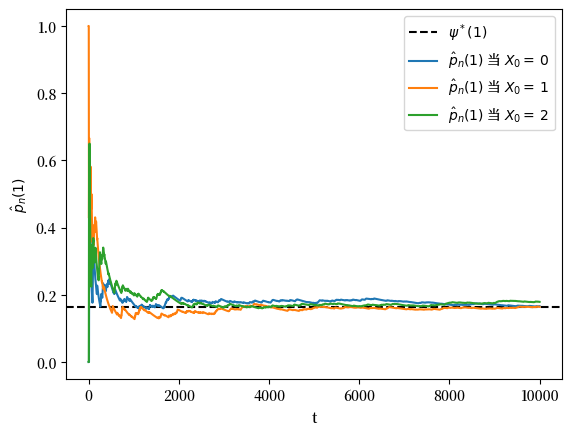 1.0
0.8
0.6
0.4
0.2
0.0
p̂ₙ(1)
ψ*(1)
p̂ₙ(1) 当 X₀ = 0
p̂ₙ(1) 当 X₀ = 1
p̂ₙ(1) 当 X₀ = 2
0 2000 4000 6000 8000 10000
t